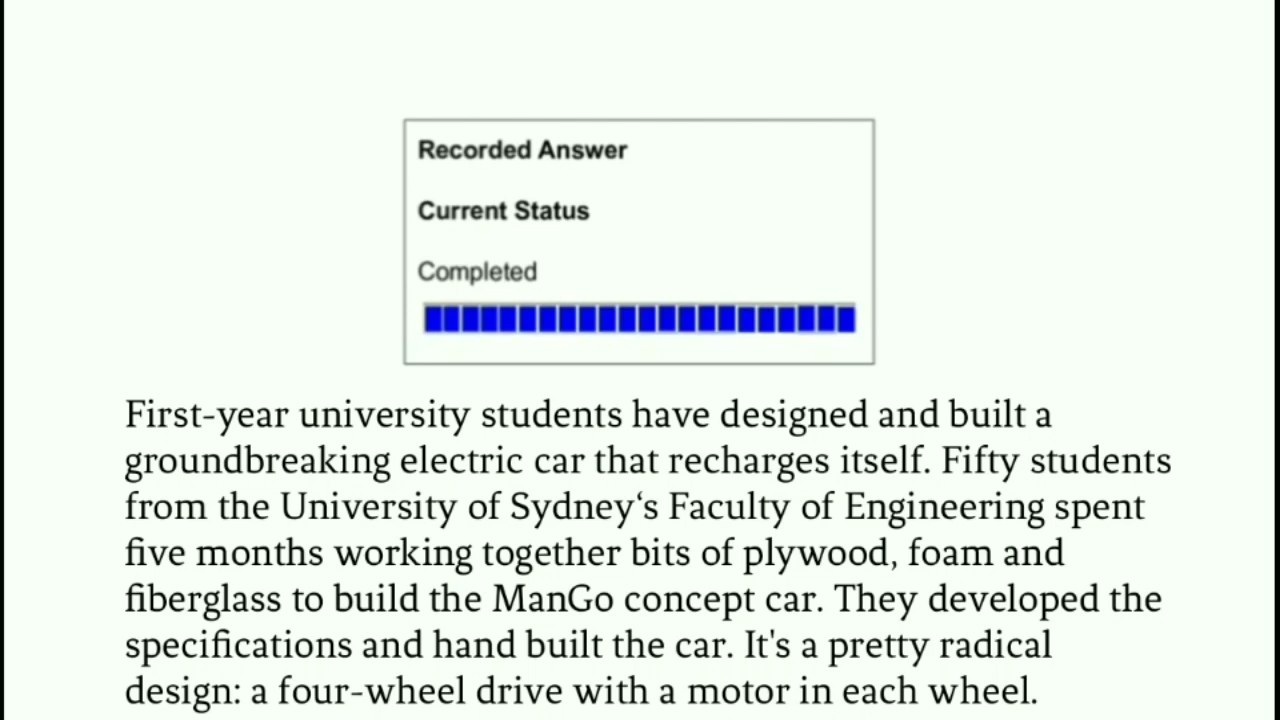 Recorded Answer
Current Status
Completed
First-year university students have designed and built a
groundbreaking electric car that recharges itself. Fifty students
from the University of Sydney‘s Faculty of Engineering spent
five months working together bits of plywood, foam and
fiberglass to build the ManGo concept car. They developed the
specifications and hand built the car. It's a pretty radical
design: a four-wheel drive with a motor in each wheel.